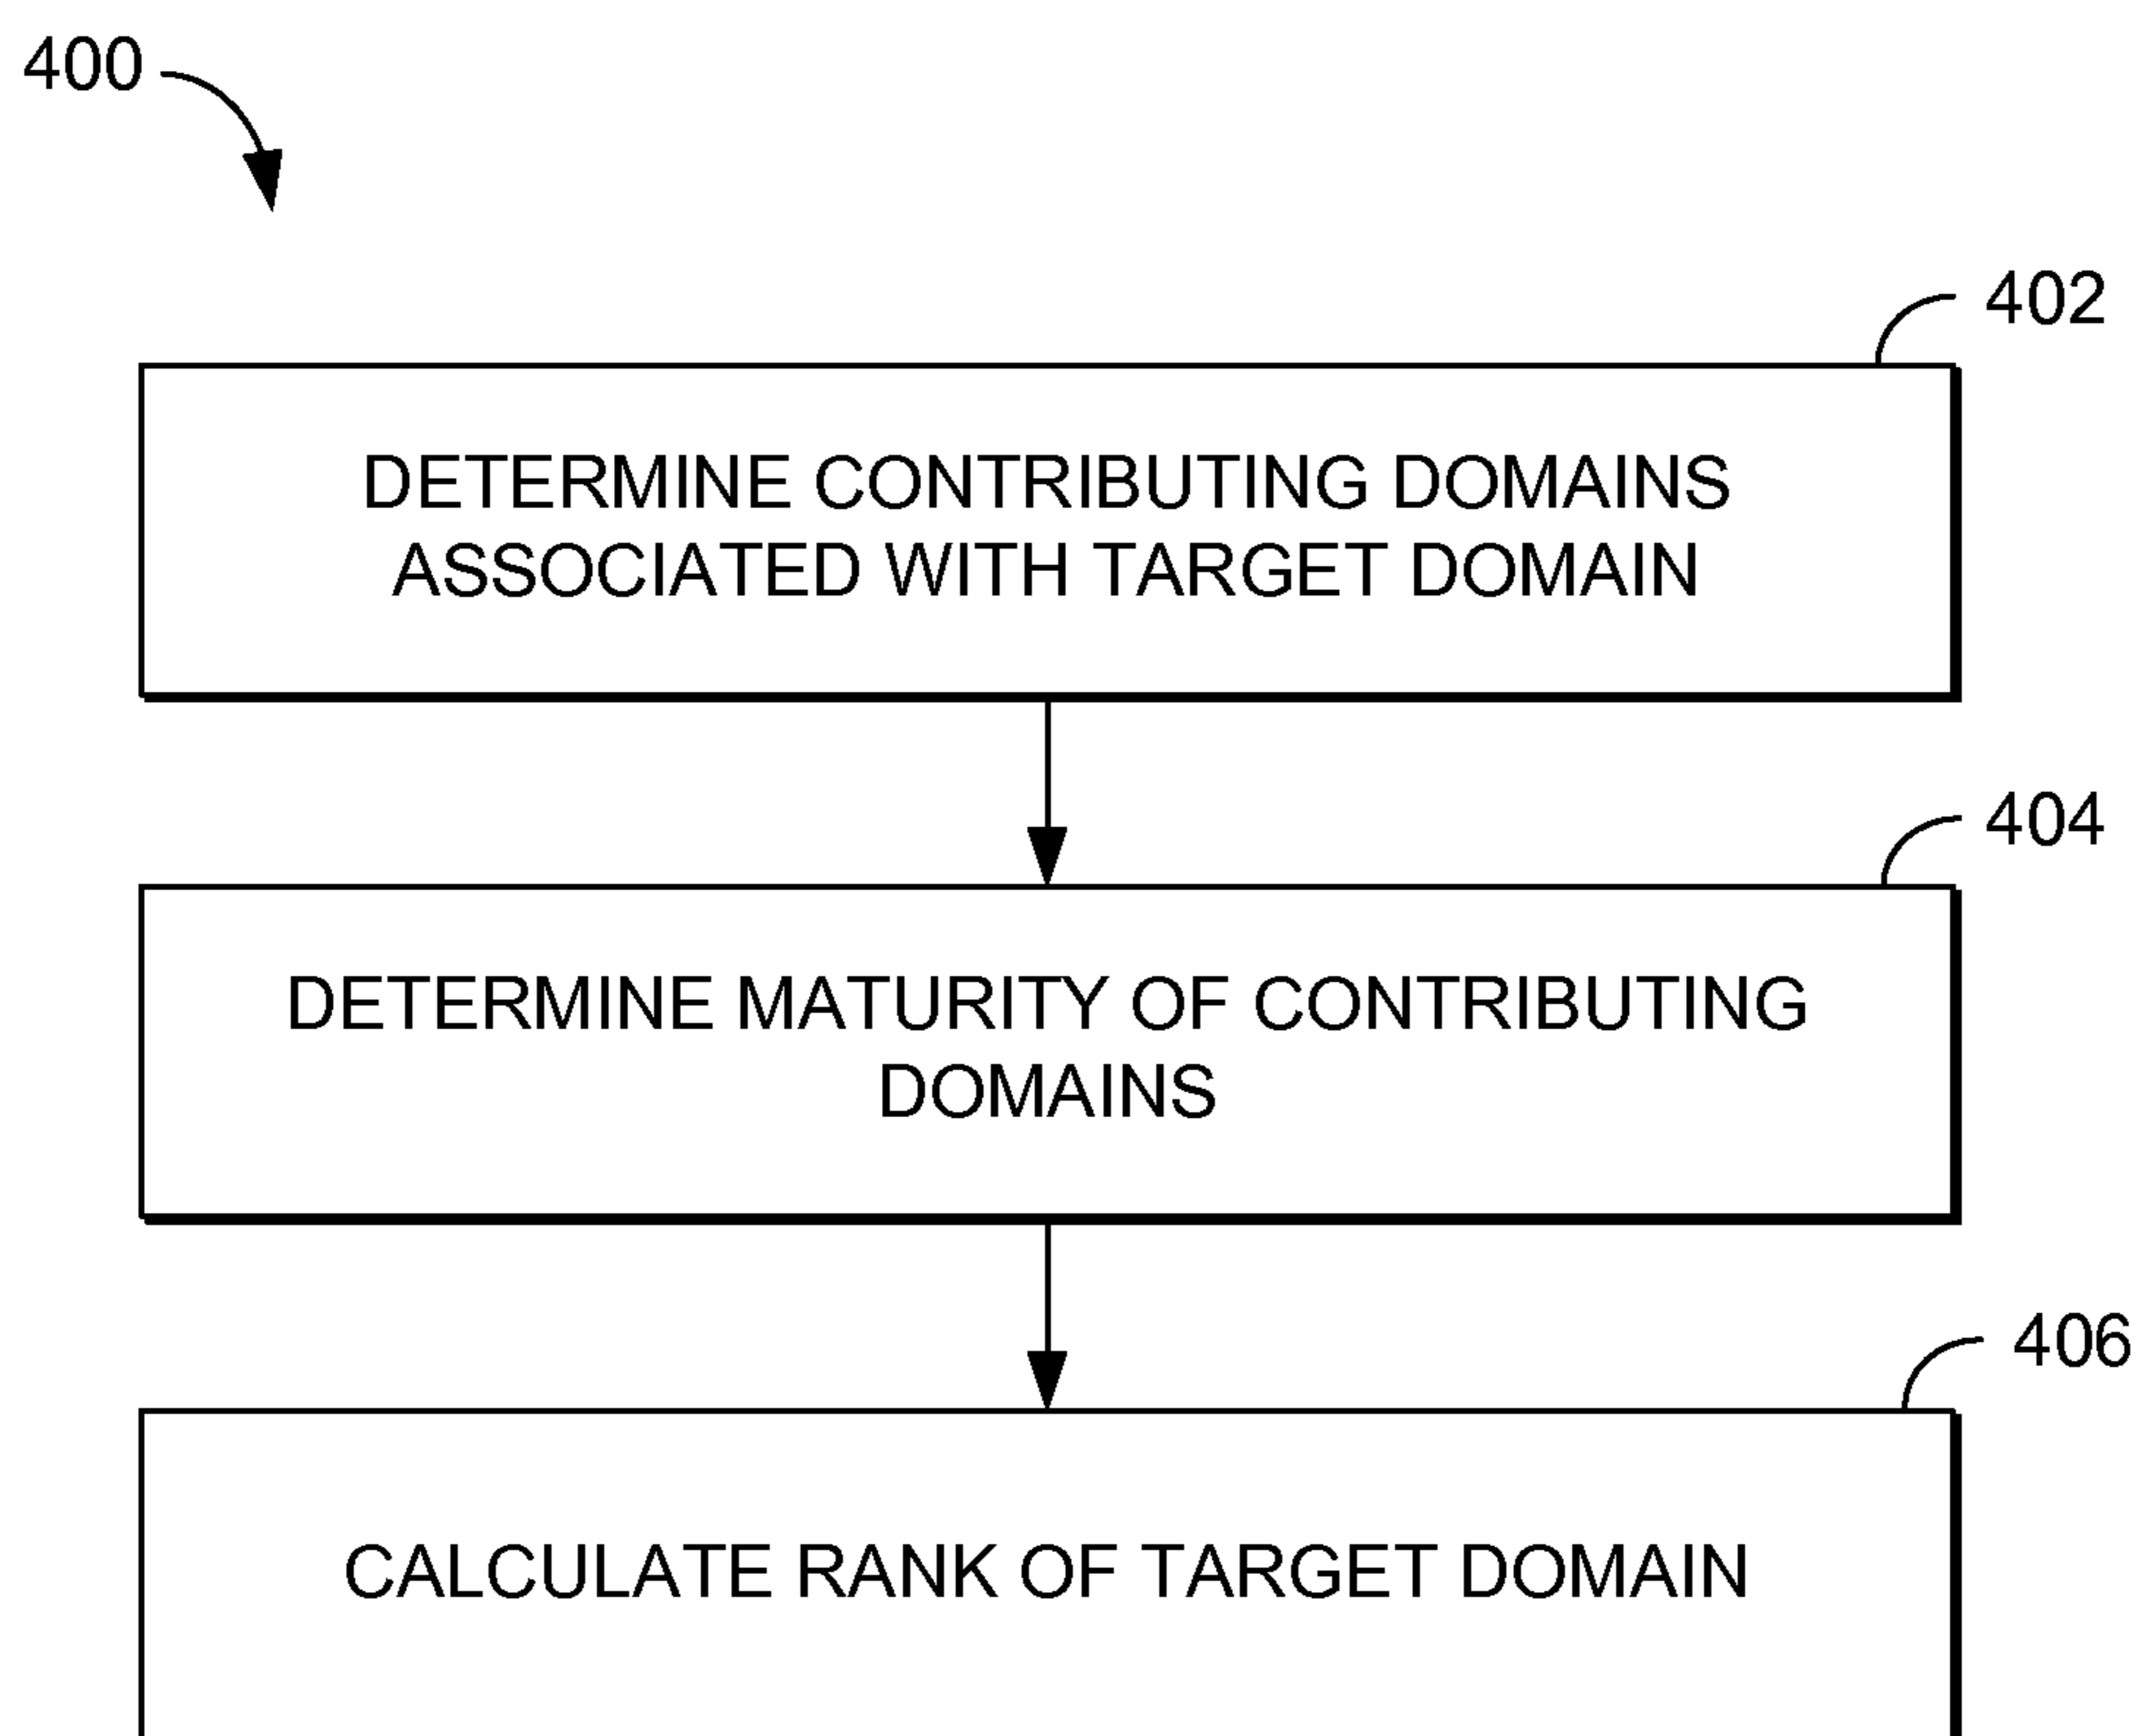 400
402
DETERMINE CONTRIBUTING DOMAINS
ASSOCIATED WITH TARGET DOMAIN
404
DETERMINE MATURITY OF CONTRIBUTING
DOMAINS
406
CALCULATE RANK OF TARGET DOMAIN